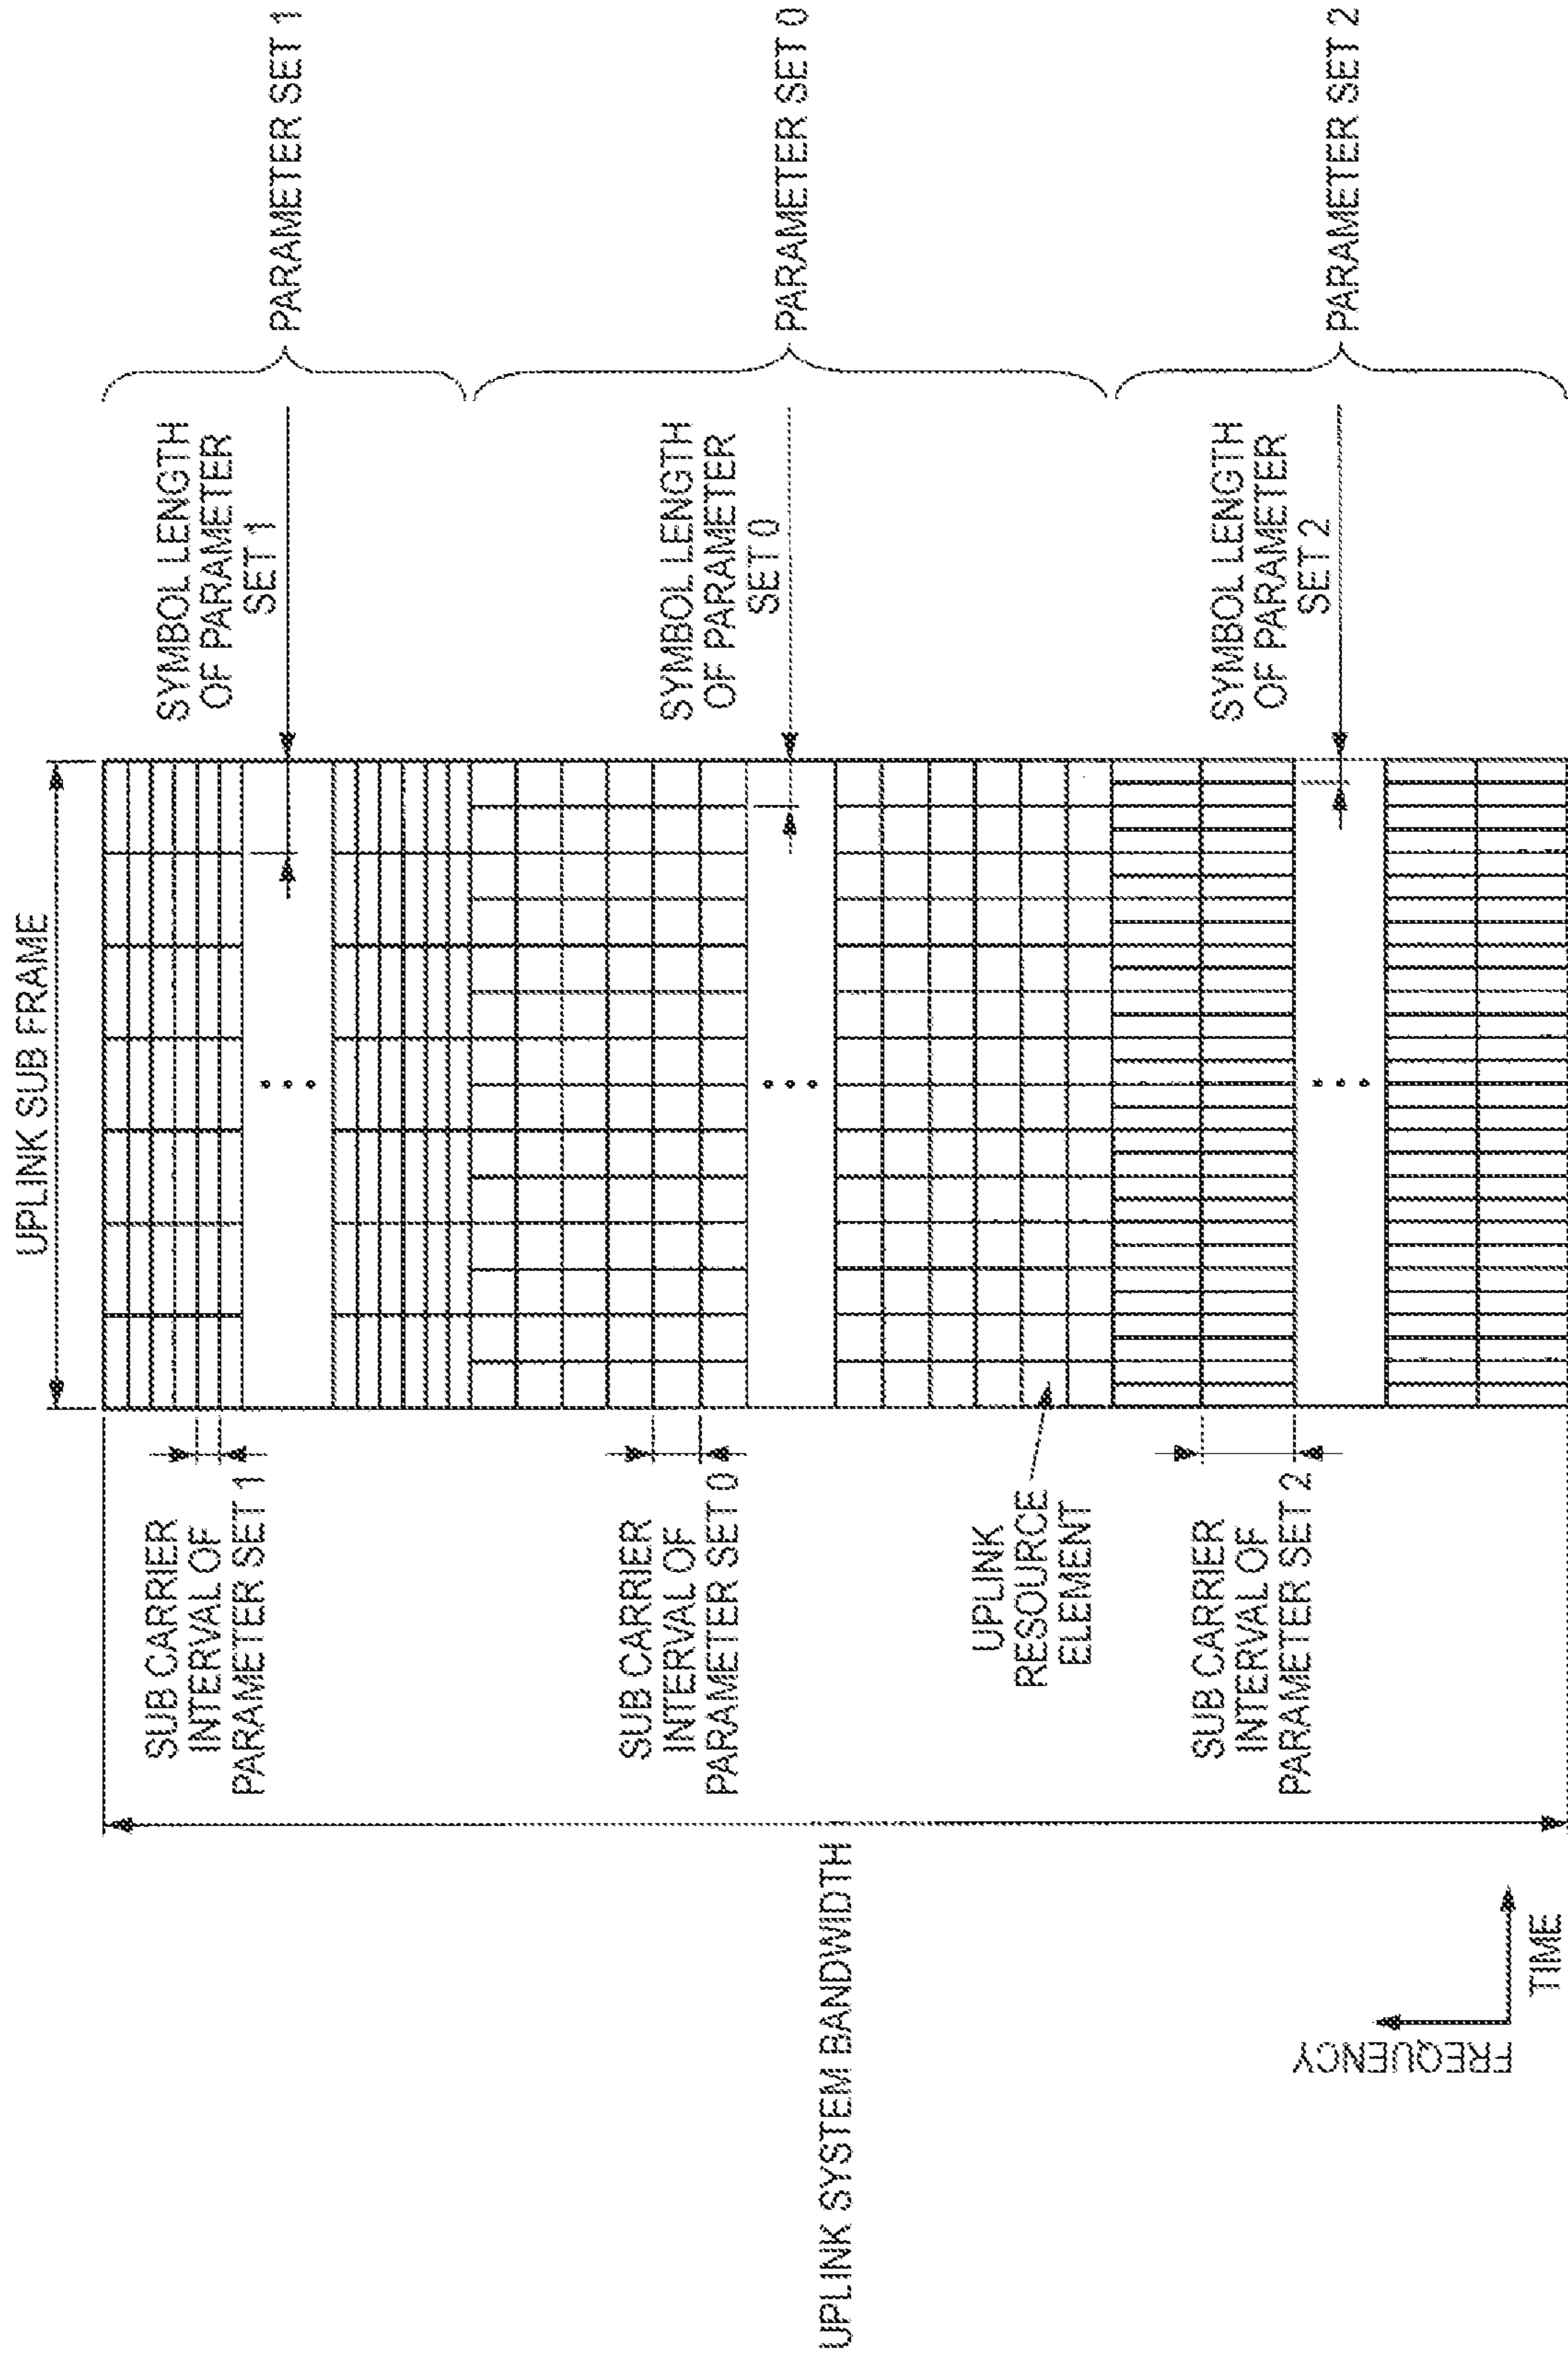 UPLINK SUB FRAME
SUB CARRIER
INTERVAL OF
PARAMETER SET 1
SYMBOL LENGTH
OF PARAMETER
SET 1
PARAMETER SET 1
SUB CARRIER
INTERVAL OF
PARAMETER SET 0
SYMBOL LENGTH
OF PARAMETER
SET 0
PARAMETER SET 0
UPLINK SYSTEM BANDWIDTH
UPLINK
RESOURCE
ELEMENT
SUB CARRIER
INTERVAL OF
PARAMETER SET 2
SYMBOL LENGTH
OF PARAMETER
SET 2
PARAMETER SET 2
FREQUENCY
TIME